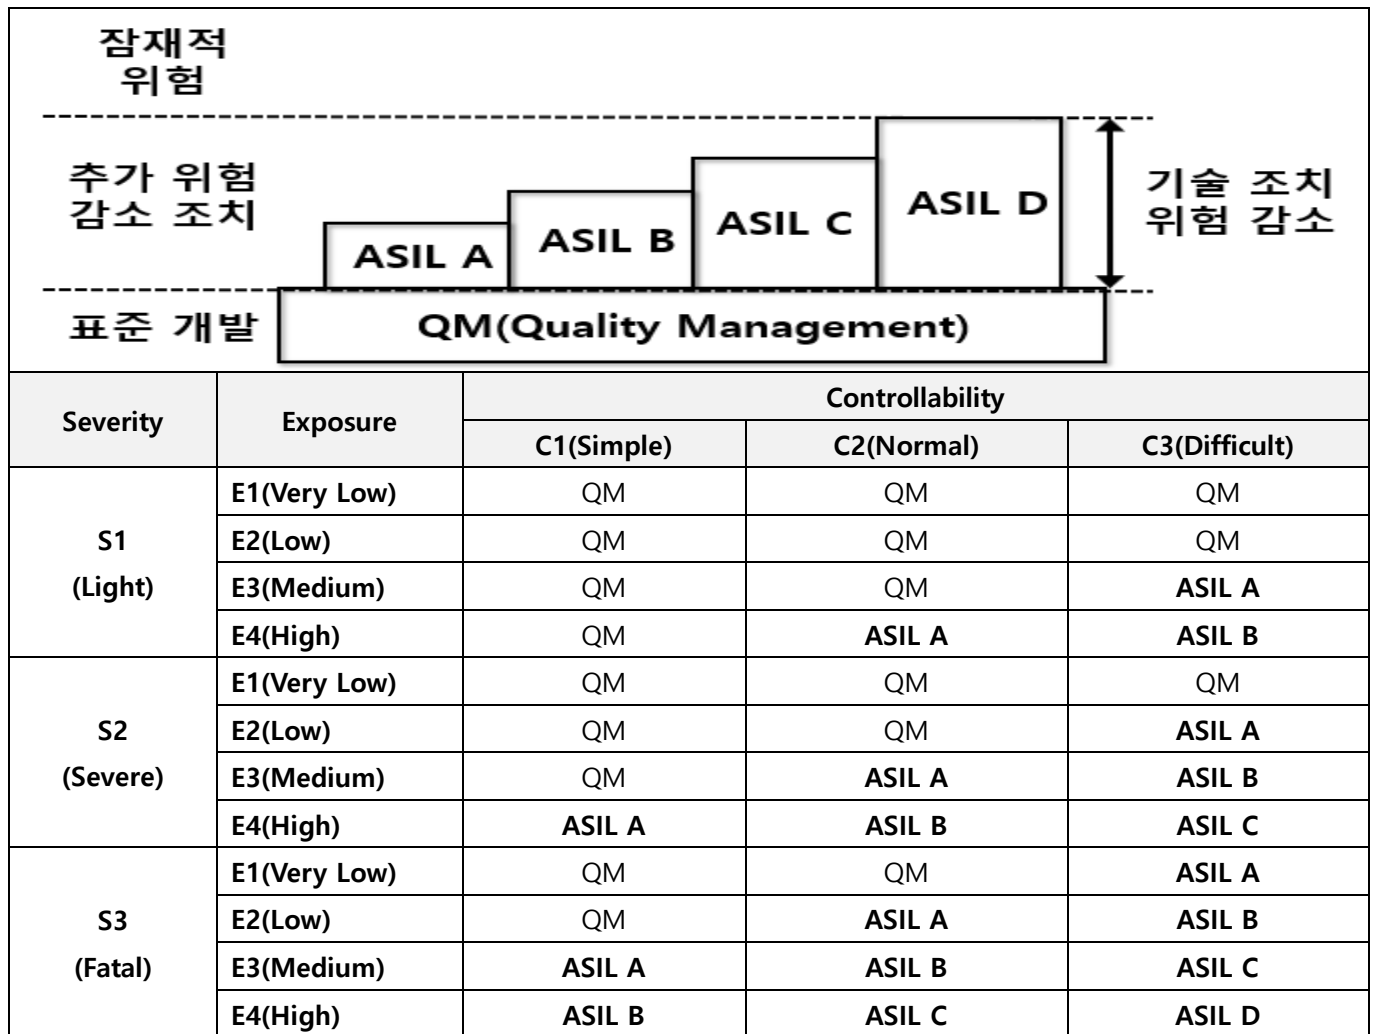 잠재적
위험
추가 위험
감소 조치
ASIL A
ASIL B
ASIL C
ASIL D
기술 조치
위험 감소
표준 개발
QM(Quality Management)
Severity
Exposure
Controllability
C1(Simple)
C2(Normal)
C3(Difficult)
S1
(Light)
E1(Very Low) QM QM QM
E2(Low) QM QM QM
E3(Medium) QM QM ASIL A
E4(High) QM ASIL A ASIL B
S2
(Severe)
E1(Very Low) QM QM QM
E2(Low) QM QM ASIL A
E3(Medium) QM ASIL A ASIL B
E4(High) ASIL A ASIL B ASIL C
S3
(Fatal)
E1(Very Low) QM QM ASIL A
E2(Low) QM ASIL A ASIL B
E3(Medium) ASIL A ASIL B ASIL C
E4(High) ASIL B ASIL C ASIL D